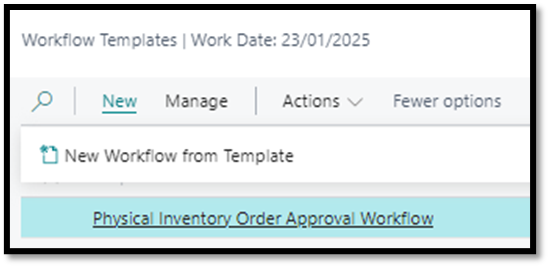 Workflow Templates | Work Date: 23/01/2025
New Manage Actions Fewer options
New Workflow from Template
Physical Inventory Order Approval Workflow